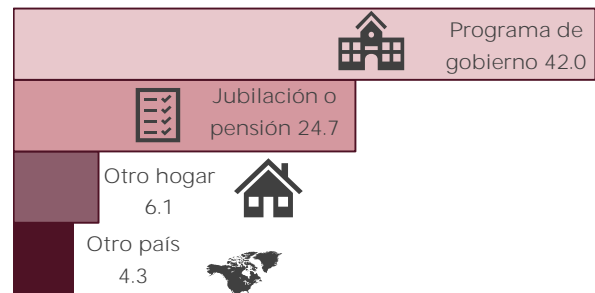 Programa de
gobierno 42.0
Jubilación o
pensión 24.7
Otro hogar
6.1
Otro país
4.3